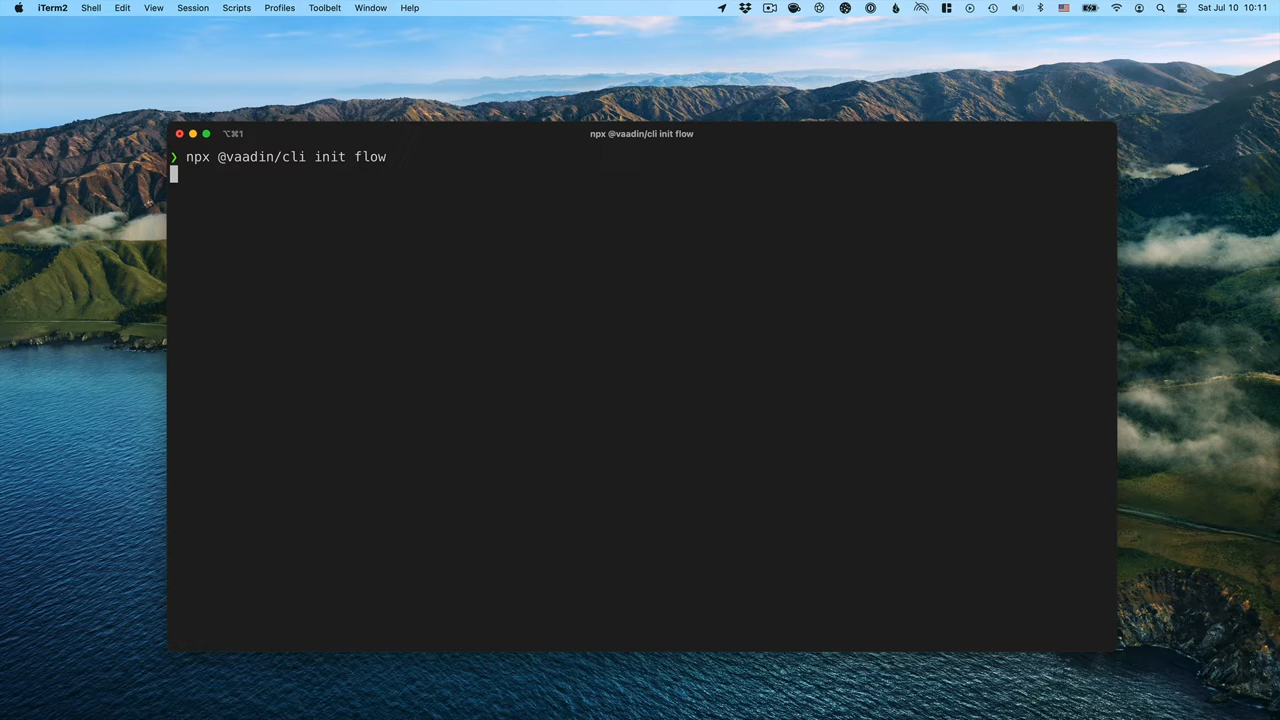 iTerm2 Shell Edit View Session Scripts Profiles Toolbelt Window Help Sat Jul 10 10:11
⌥⌘1 npx @vaadin/cli init flow
❯ npx @vaadin/cli init flow